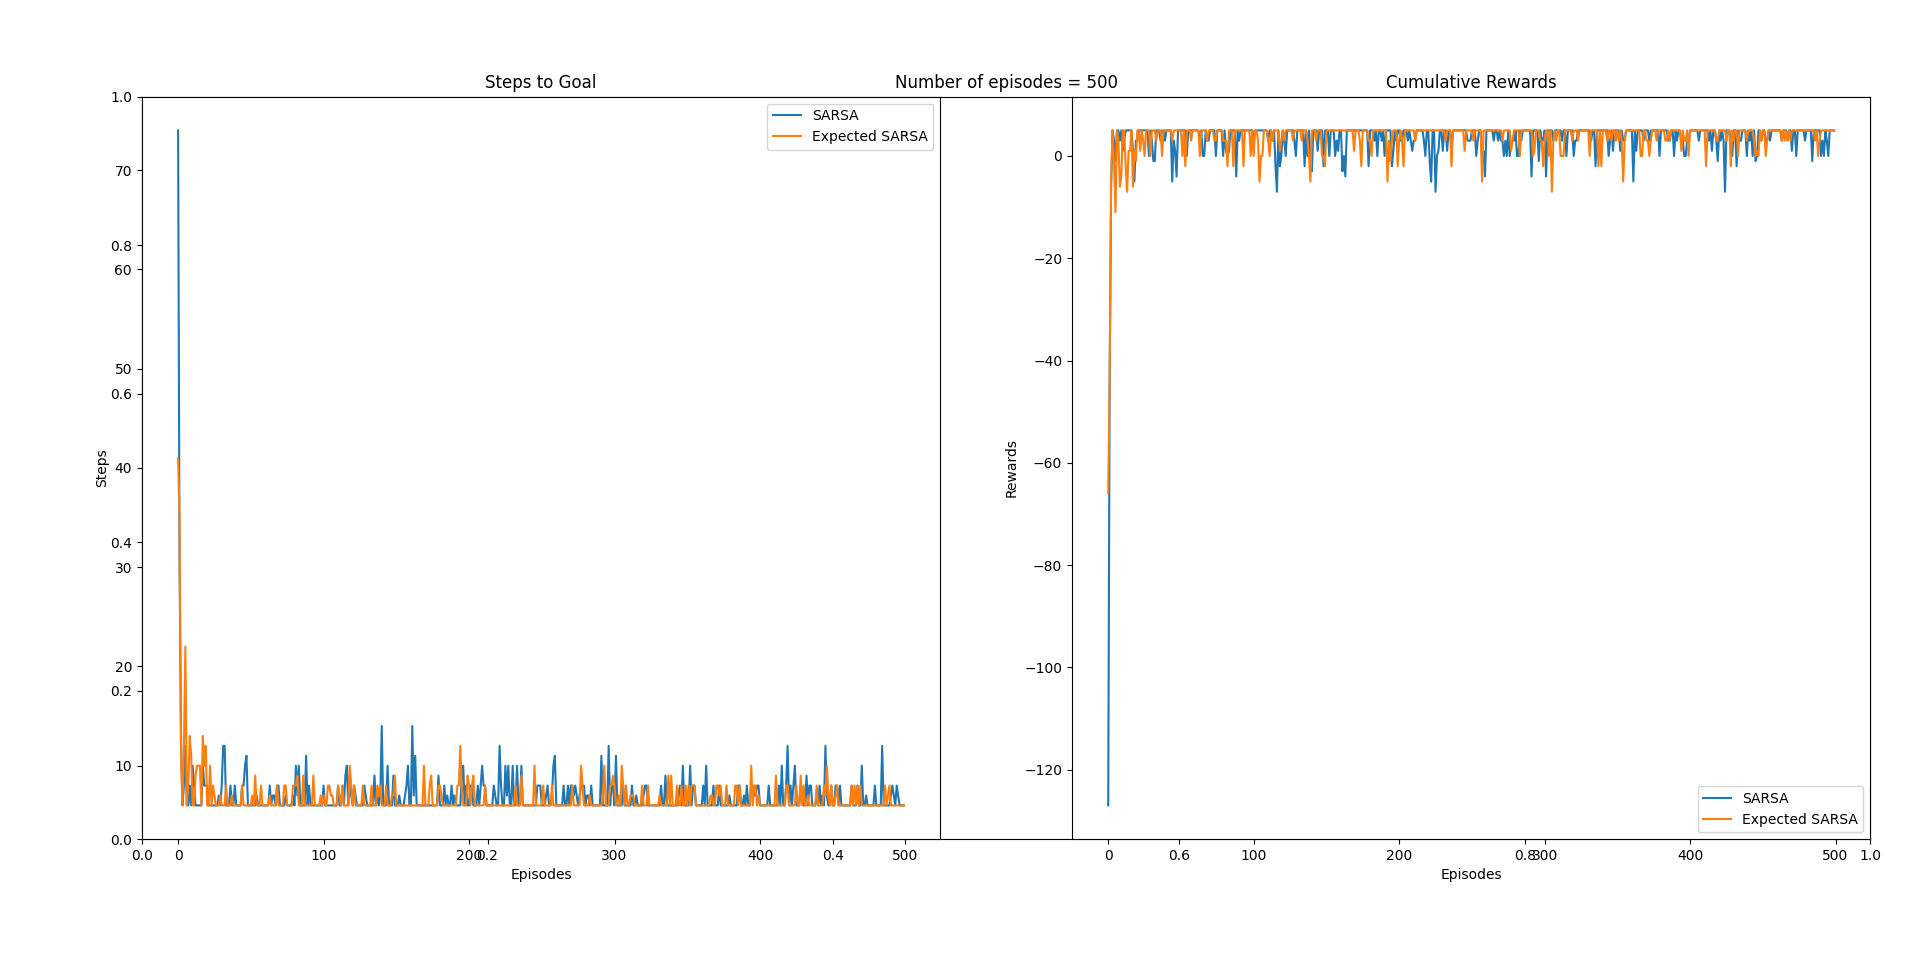 Steps to Goal
Number of episodes = 500
Cumulative Rewards
SARSA
Expected SARSA
1.0
70
0.8
60
50
0.6
40
0.4
30
20
0.2
10
0.0
Steps
0.0 0 100 200 0.2 300 400 0.4 500
Episodes
0
−20
−40
−60
−80
−100
−120
Rewards
SARSA
Expected SARSA
0 0.6 100 200 0.8 300 400 500 1.0
Episodes